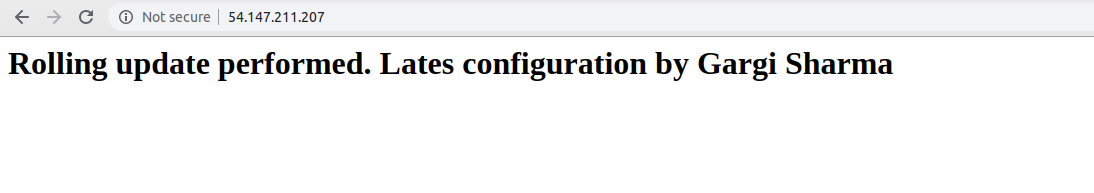 Not secure 54.147.211.207
Rolling update performed. Lates configuration by Gargi Sharma